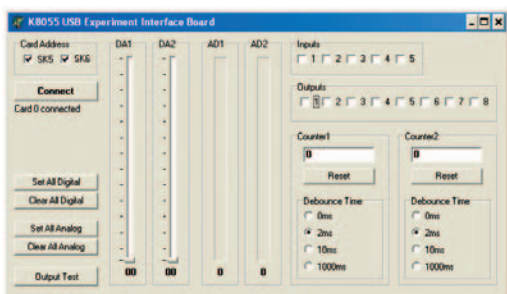 K8055 USB Experiment Interface Board
Card Address
SK5 SK6
Connect
Card 0 connected
Set All Digital
Clear All Digital
Set All Analog
Clear All Analog
Output Test
DA1 DA2 AD1 AD2
00 00 0 0
Inputs
1 2 3 4 5
Outputs
1 2 3 4 5 6 7 8
Counter1
0
Reset
Debounce Time
0ms
2ms
10ms
1000ms
Counter2
0
Reset
Debounce Time
0ms
2ms
10ms
1000ms